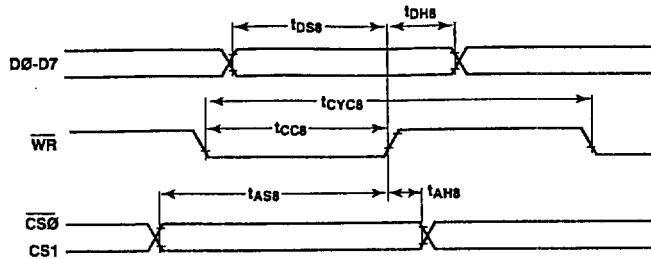 tDS8 tDH8
DØ-D7
tCYC8
tCC8
WR
tAS8 tAH8
CSØ
CS1